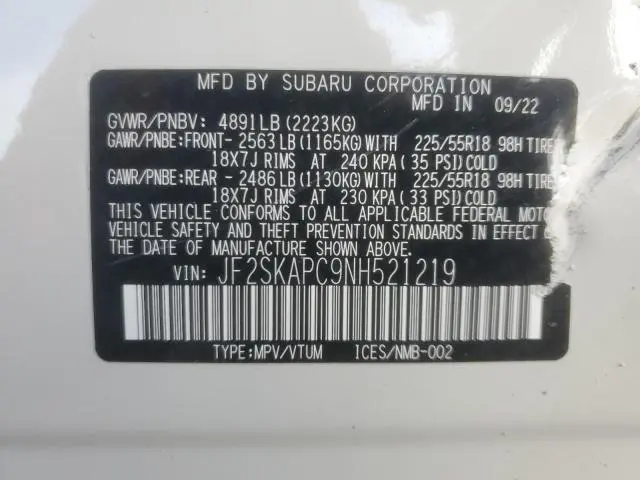 MFD BY SUBARU CORPORATION
MFD IN 09/22
GVWR/PNBV: 4891LB(2223KG)
GAWR/PNBE:FRONT- 2563LB(1165KG)WITH 225/55R18 98H TIRE
18X7J RIMS AT 240 KPA( 35 PSI)COLD
GAWR/PNBE:REAR - 2486LB(1130KG)WITH 225/55R18 98H TIRE
18X7J RIMS AT 230 KPA( 33 PSI)COLD
THIS VEHICLE CONFORMS TO ALL APPLICABLE FEDERAL MOTO
VEHICLE SAFETY AND THEFT PREVENTION STANDARDS IN EFFE
THE DATE OF MANUFACTURE SHOWN ABOVE.
VIN: JF2SKAPC9NH521219
TYPE:MPV/VTUM ICES/NMB-002